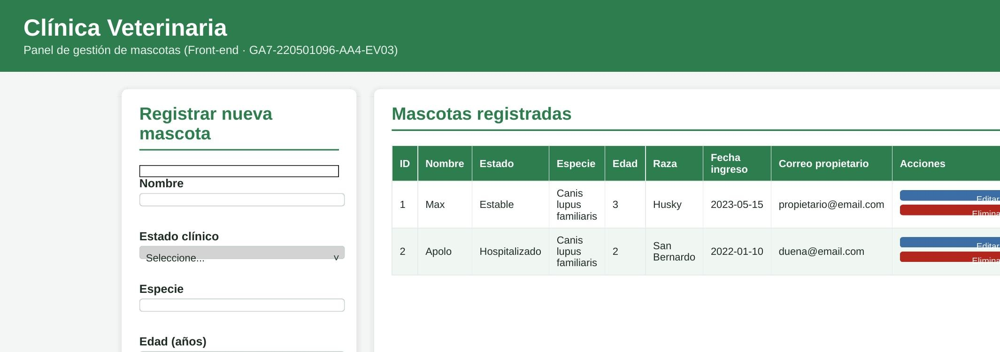 Clínica Veterinaria
Panel de gestión de mascotas (Front-end · GA7-220501096-AA4-EV03)
Registrar nueva
mascota
Nombre
Estado clínico
Seleccione...
Especie
Edad (años)
Mascotas registradas
ID Nombre Estado Especie Edad Raza Fecha ingreso Correo propietario Acciones
1 Max Estable Canis lupus familiaris 3 Husky 2023-05-15 propietario@email.com Editar
Elimina
2 Apolo Hospitalizado Canis lupus familiaris 2 San Bernardo 2022-01-10 duena@email.com Editar
Elimina